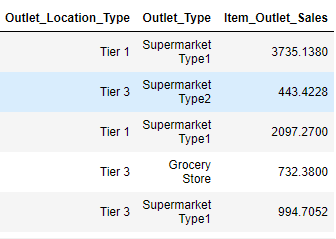 Outlet_Location_Type Outlet_Type Item_Outlet_Sales
Tier 1 Supermarket Type1 3735.1380
Tier 3 Supermarket Type2 443.4228
Tier 1 Supermarket Type1 2097.2700
Tier 3 Grocery Store 732.3800
Tier 3 Supermarket Type1 994.7052